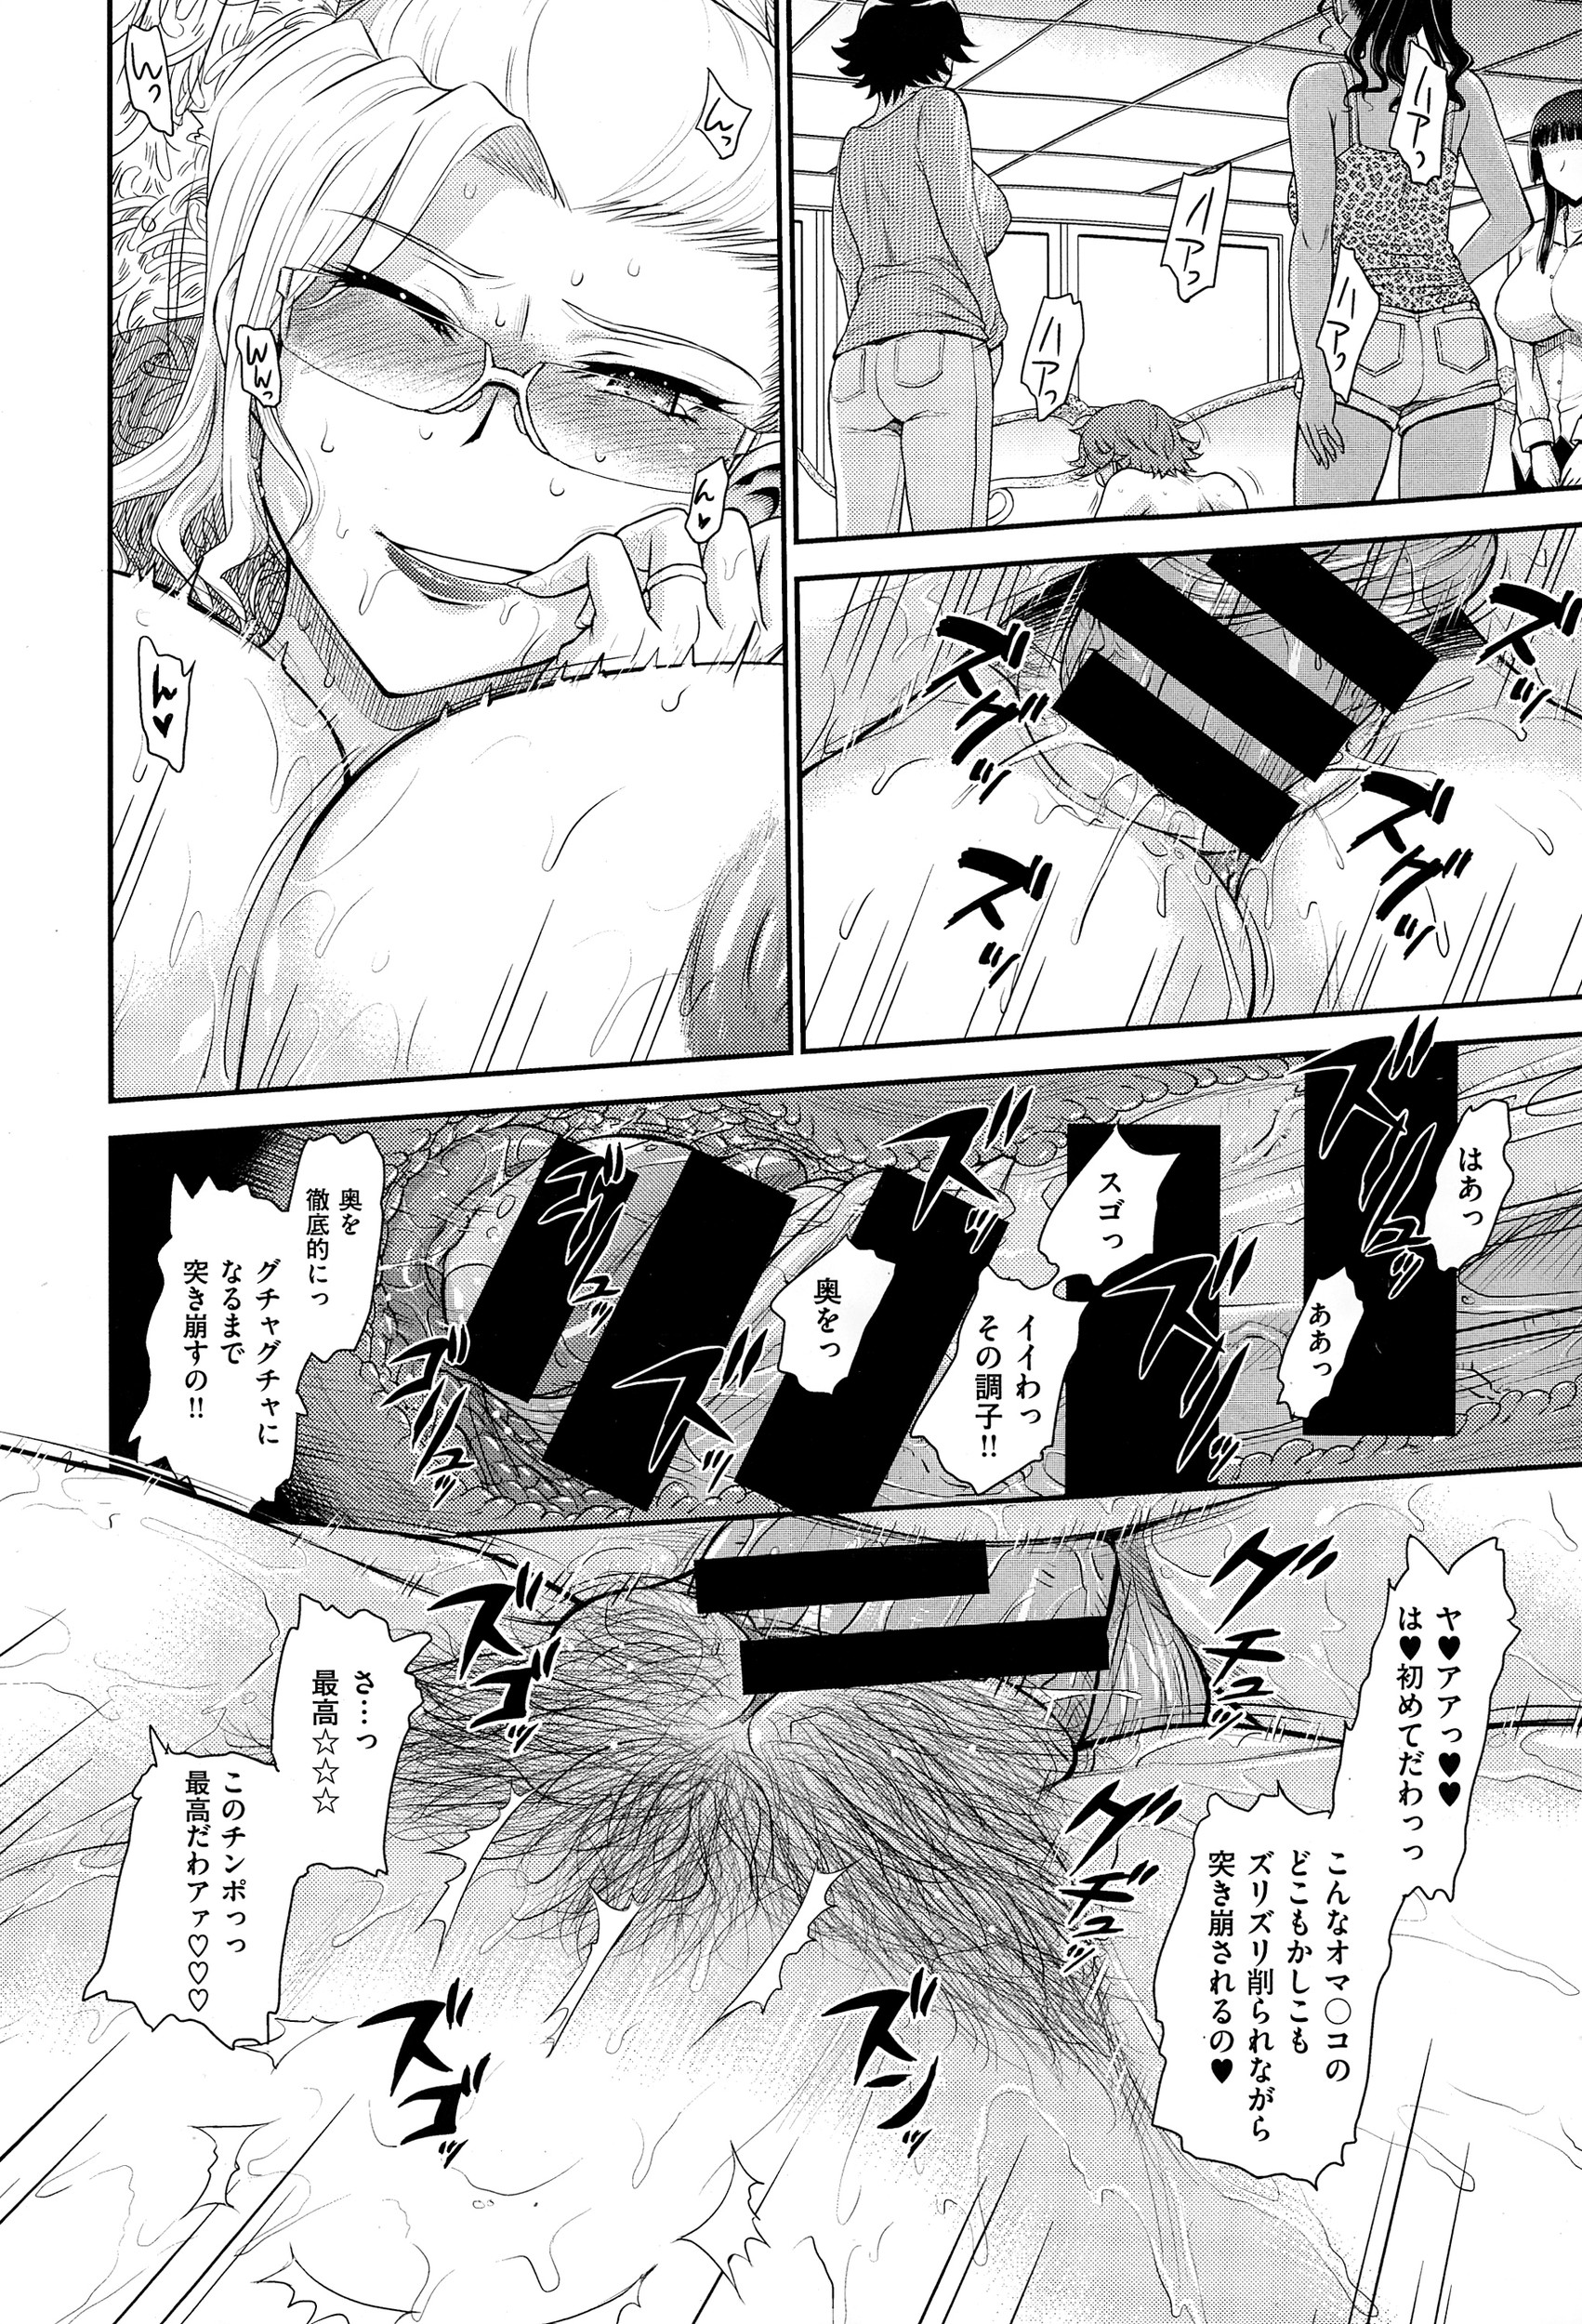 ハアっ
ハアっ
ハアっ
ハアっ
んっ
んっ
んんっ
ん♥
ん♥
ズッ
ズグッ
ズグッ
ズッ
はあっ
ああっ
スゴっ
イイわっ
その調子!!
奥をっ
奥を
徹底的にっ
グチャグチャに
なるまで
突き崩すの!!
ズリュッ
ズリュッ
ズッ
ズッ
ゴリュッ
ゴリュッ
ヤ♥アアっ♥♥
は♥初めてだわっっ
こんなオマ〇コの
どこもかしこも
ズリズリ削られながら
突き崩されるの♥
グチュッ
グチュッ
ズゴッ
ズンッ
ズゴッ
さ…っ
最高☆☆☆
このチンポっっ
最高だわアァ♡♡♡